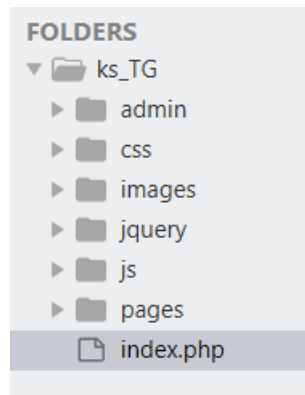 FOLDERS
ks_TG
admin
css
images
jquery
js
pages
index.php